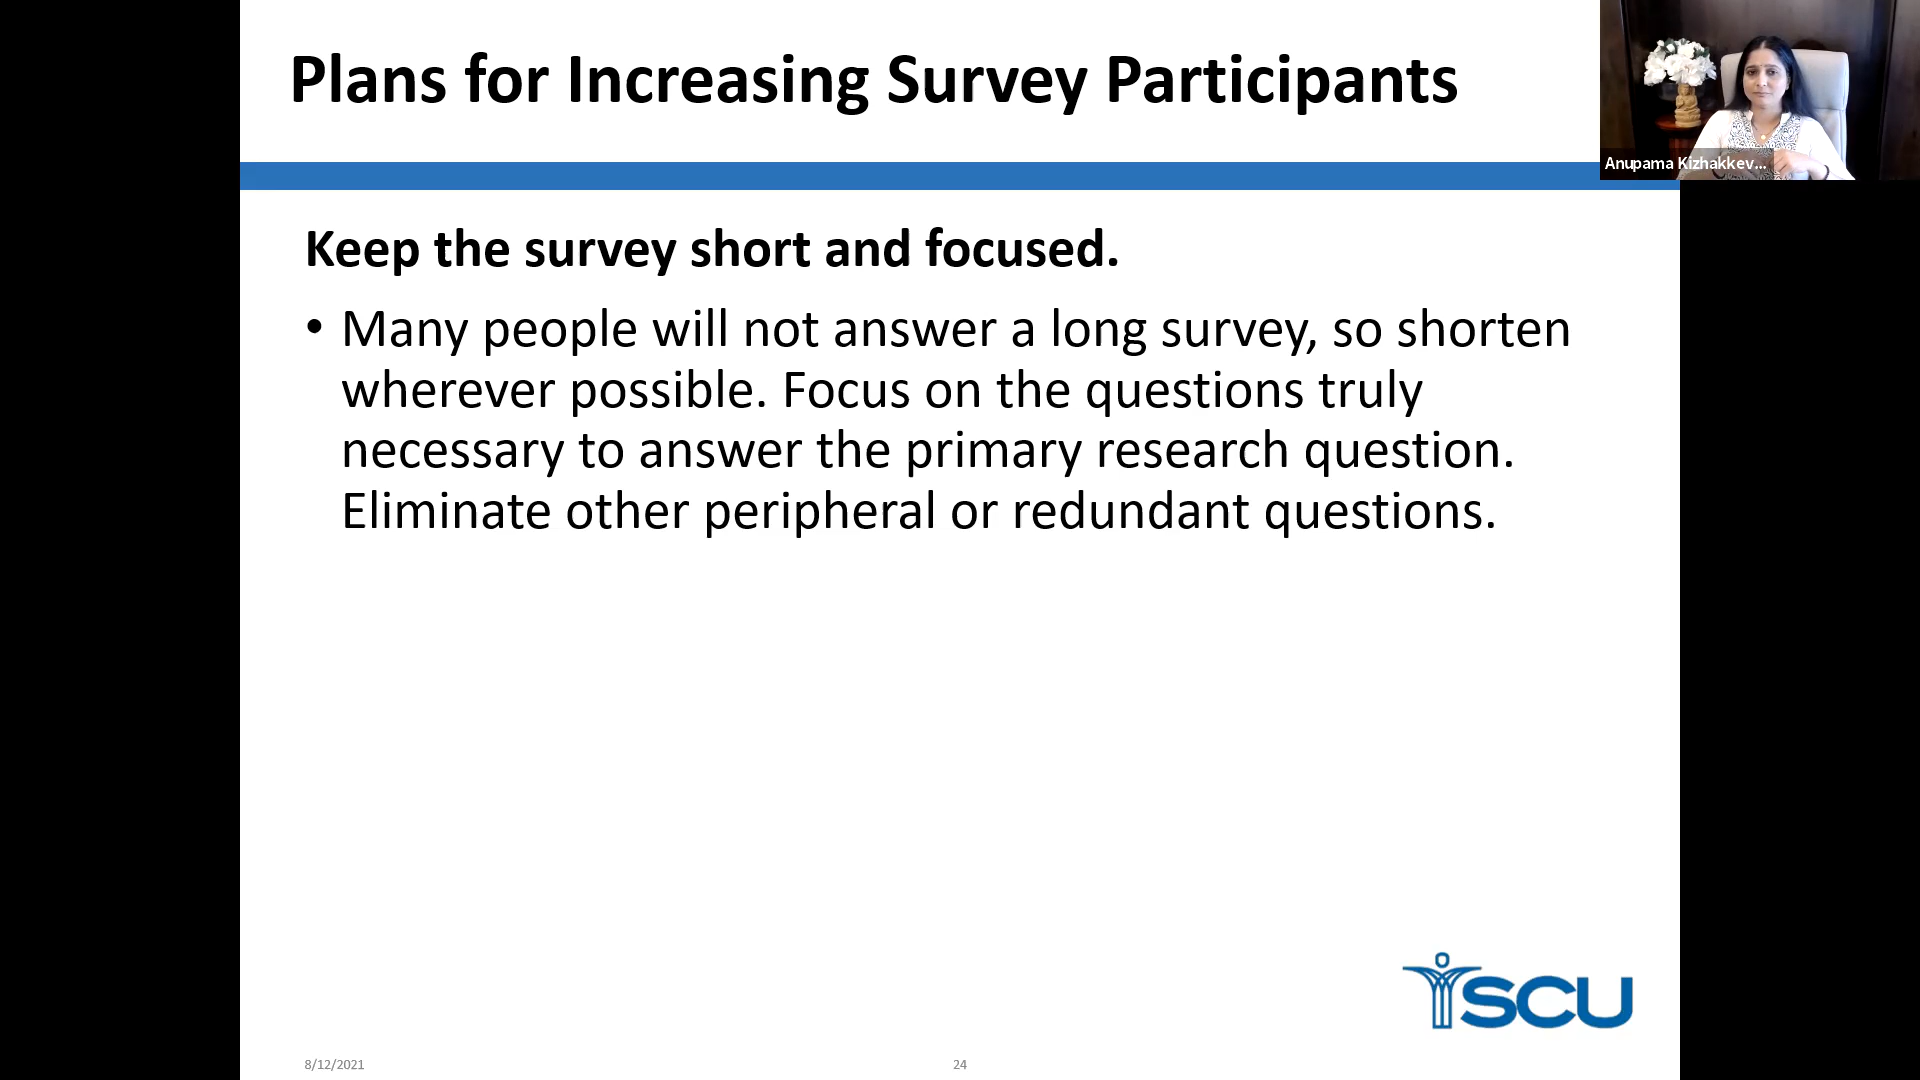 Plans for Increasing Survey Participants
Anupama Kizhakkev...
Keep the survey short and focused.
• Many people will not answer a long survey, so shorten
wherever possible. Focus on the questions truly
necessary to answer the primary research question.
Eliminate other peripheral or redundant questions.
SCU
8/12/2021
24